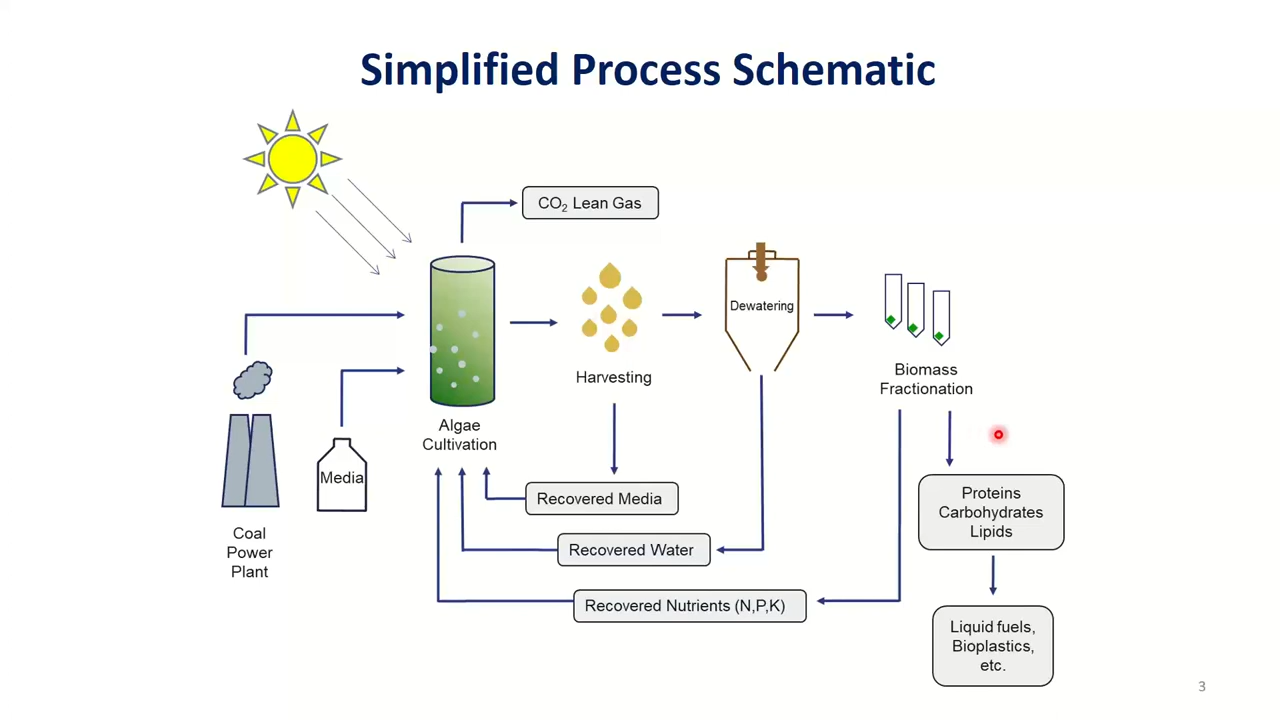 Simplified Process Schematic
CO₂ Lean Gas
Dewatering
Harvesting
Biomass
Fractionation
Algae
Cultivation
Media
Recovered Media
Proteins
Carbohydrates
Lipids
Coal
Power
Plant
Recovered Water
Recovered Nutrients (N,P,K)
Liquid fuels,
Bioplastics,
etc.
3